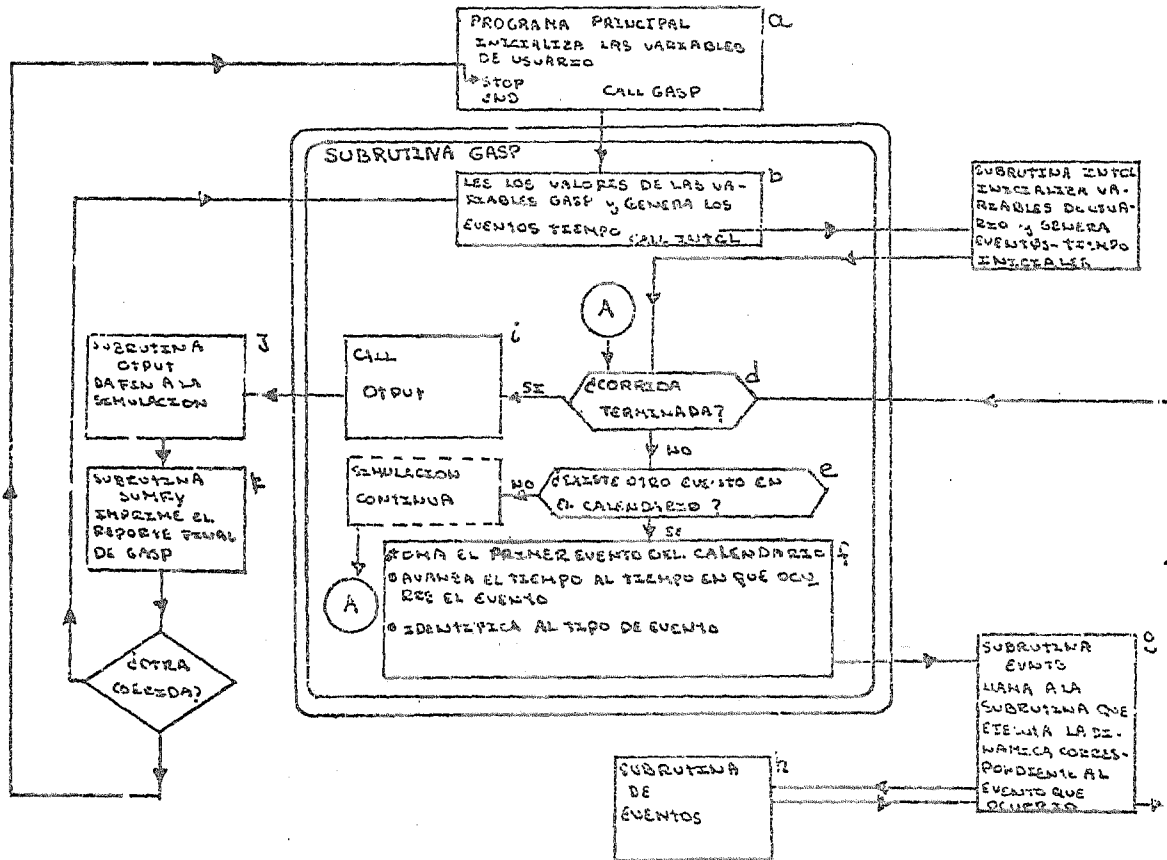 PROGRAMA PRINCIPAL
a
INICIALIZA LAS VARIABLES
DE USUARIO
STOP
END
CALL GASP
SUBRUTINA GASP
b
LEE LOS VALORES DE LAS VA-
RIABLES GASP y GENERA LOS
EVENTOS TIEMPO CALL INTCL
SUBRUTINA INTCL
INICIALIZA VA-
RIABLES DE USUA-
RIO y GENERA
EVENTOS-TIEMPO
INICIALES
A
SUBRUTINA
OTPUT
DA FIN A LA
SIMULACION
J
CALL
OTPUT
i
SI
¿CORRIDA
TERMINADA?
d
NO
SUBRUTINA
SUMRY
IMPRIME EL
REPORTE FINAL
DE GASP
k
SIMULACION
CONTINUA
NO
¿EXISTE OTRO EVENTO EN
EL CALENDARIO?
e
SI
A
TOMA EL PRIMER EVENTO DEL CALENDARIO
f
AVANZA EL TIEMPO AL TIEMPO EN QUE OCU
RRE EL EVENTO
IDENTIFICA AL TIPO DE EVENTO
¿OTRA
CORRIDA?
SUBRUTINA
EVNTS
LLAMA A LA
SUBRUTINA QUE
EJECUTA LA DI-
NAMICA CORRES-
PONDIENTE AL
EVENTO QUE
OCURRIO
SUBRUTINA
DE
EVENTOS
h